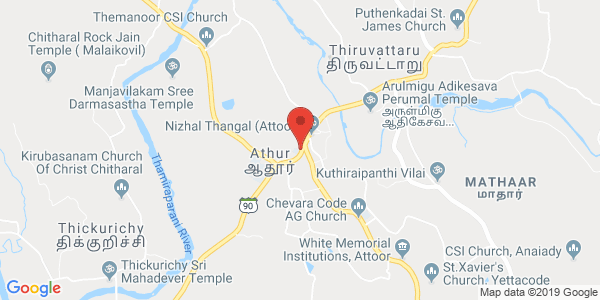 Themanoor CSI Church
Puthenkadai St.
James Church
Chitharal Rock Jain
Temple ( Malaikovil)
Thiruvattaru
திருவட்டாறு
Manjavilakam Sree
Darmasastha Temple
Arulmigu Adikesava
Perumal Temple
அருள்மிகு
ஆதிகேசவ...
Nizhal Thangal (Attoo
Athur
ஆதூர்
Kirubasanam Church
Of Christ Chitharal
Kuthiraipanthi Vilai
MATHAAR
மாதார்
Thamiraparani River
90
Chevara Code
AG Church
Thickurichy
திக்குறிச்சி
White Memorial
Institutions, Attoor
CSI Church, Anaiady
Thickurichy Sri
Mahadever Temple
St.Xavier's
Church- Yettacode
Google
Map data ©2019 Google